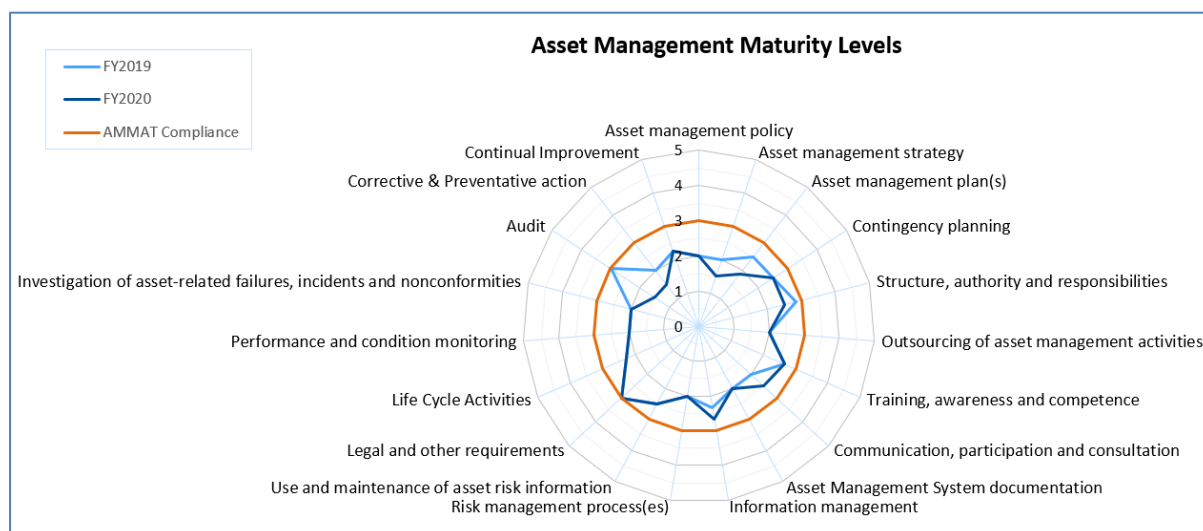 Asset Management Maturity Levels
FY2019
FY2020
AMMAT Compliance
Asset management policy
Asset management strategy
Asset management plan(s)
Contingency planning
Structure, authority and responsibilities
Outsourcing of asset management activities
Training, awareness and competence
Communication, participation and consultation
Asset Management System documentation
Information management
Risk management process(es)
Use and maintenance of asset risk information
Legal and other requirements
Life Cycle Activities
Performance and condition monitoring
Investigation of asset-related failures, incidents and nonconformities
Audit
Corrective & Preventative action
Continual Improvement
5
4
3
2
1
0